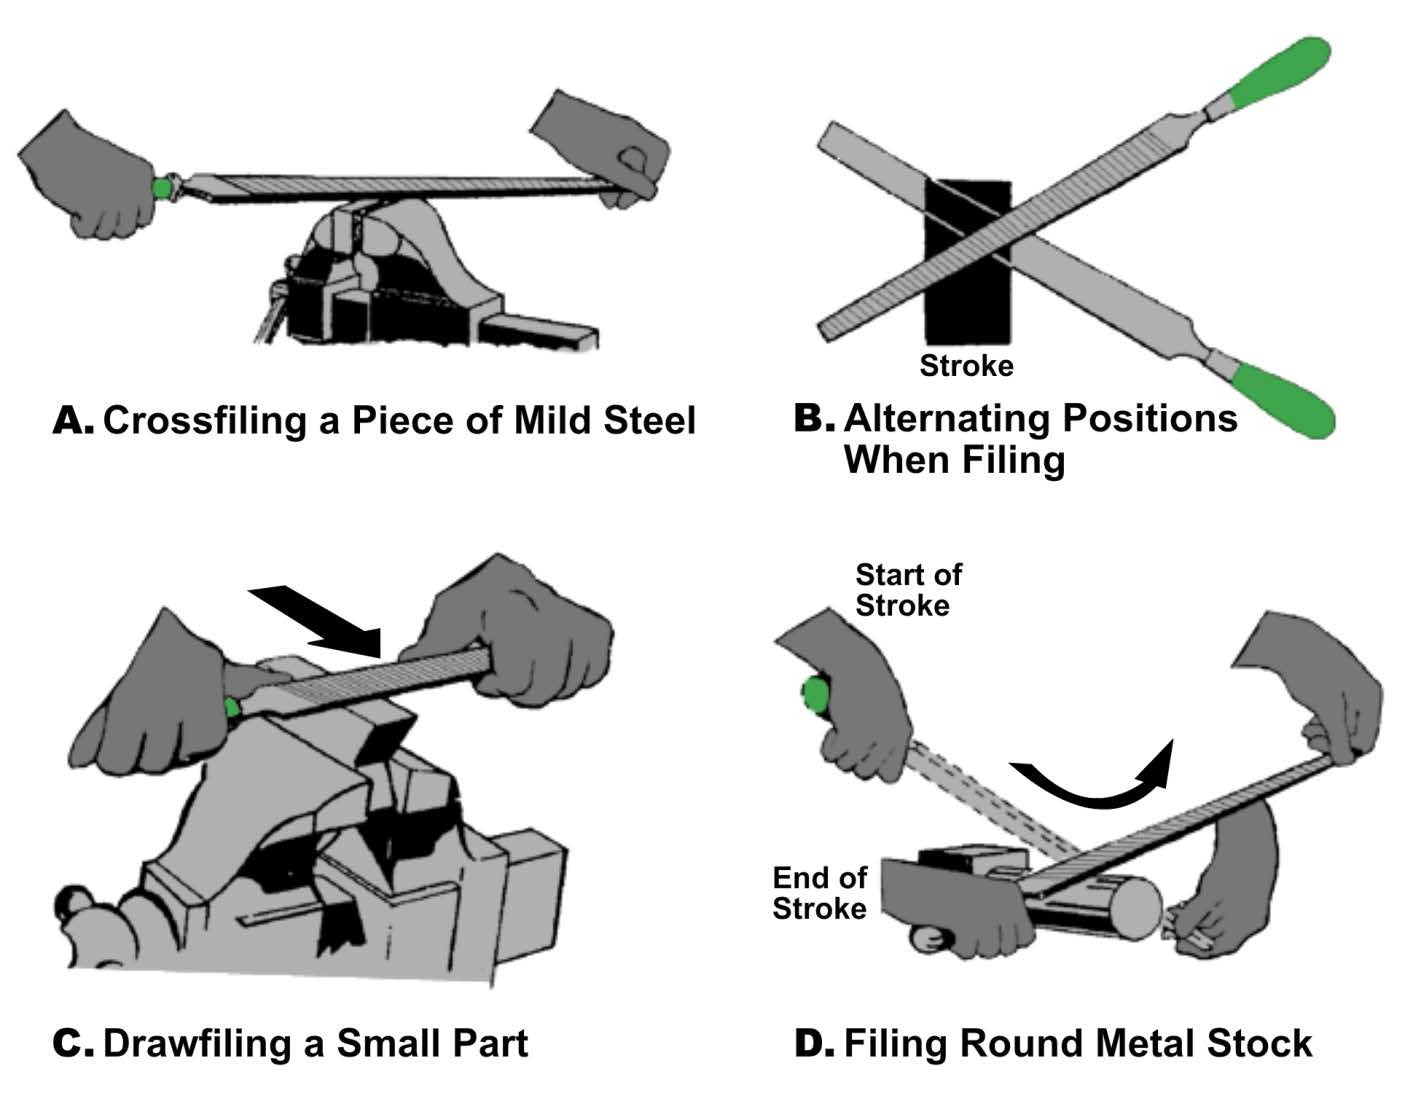 Stroke
A. Crossfiling a Piece of Mild Steel
B. Alternating Positions
When Filing
Start of
Stroke
End of
Stroke
C. Drawfiling a Small Part
D. Filing Round Metal Stock